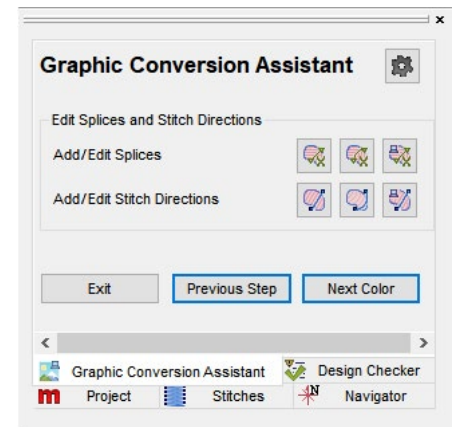 x
Graphic Conversion Assistant
Edit Splices and Stitch Directions
Add/Edit Splices
Add/Edit Stitch Directions
Exit Previous Step Next Color
< >
Graphic Conversion Assistant Design Checker
m Project Stitches N Navigator